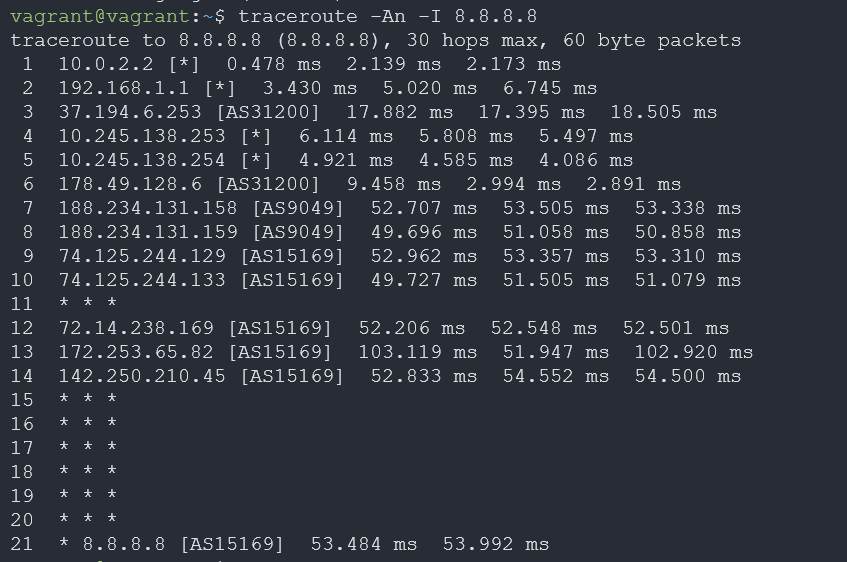 vagrant@vagrant:~$ traceroute -An -I 8.8.8.8
traceroute to 8.8.8.8 (8.8.8.8), 30 hops max, 60 byte packets
 1  10.0.2.2 [*]  0.478 ms  2.139 ms  2.173 ms
 2  192.168.1.1 [*]  3.430 ms  5.020 ms  6.745 ms
 3  37.194.6.253 [AS31200]  17.882 ms  17.395 ms  18.505 ms
 4  10.245.138.253 [*]  6.114 ms  5.808 ms  5.497 ms
 5  10.245.138.254 [*]  4.921 ms  4.585 ms  4.086 ms
 6  178.49.128.6 [AS31200]  9.458 ms  2.994 ms  2.891 ms
 7  188.234.131.158 [AS9049]  52.707 ms  53.505 ms  53.338 ms
 8  188.234.131.159 [AS9049]  49.696 ms  51.058 ms  50.858 ms
 9  74.125.244.129 [AS15169]  52.962 ms  53.357 ms  53.310 ms
10  74.125.244.133 [AS15169]  49.727 ms  51.505 ms  51.079 ms
11  * * *
12  72.14.238.169 [AS15169]  52.206 ms  52.548 ms  52.501 ms
13  172.253.65.82 [AS15169]  103.119 ms  51.947 ms  102.920 ms
14  142.250.210.45 [AS15169]  52.833 ms  54.552 ms  54.500 ms
15  * * *
16  * * *
17  * * *
18  * * *
19  * * *
20  * * *
21  * 8.8.8.8 [AS15169]  53.484 ms  53.992 ms